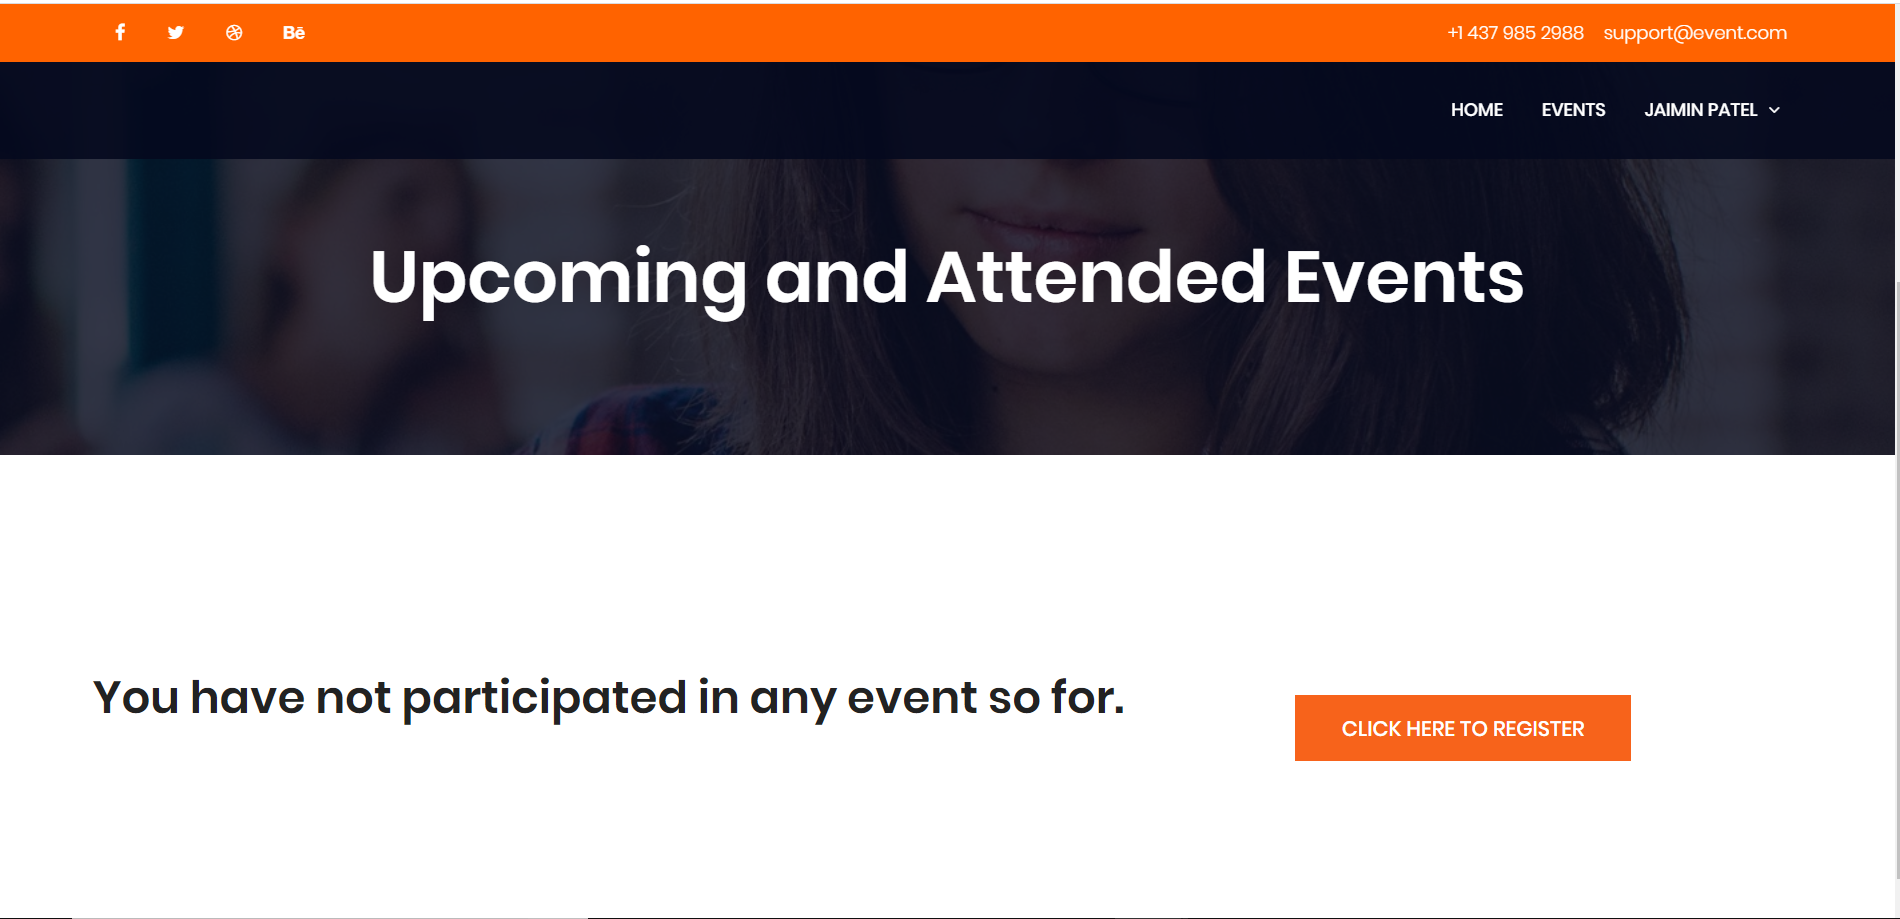 Bē
+1 437 985 2988 support@event.com
HOME EVENTS JAIMIN PATEL
Upcoming and Attended Events
You have not participated in any event so for.
CLICK HERE TO REGISTER